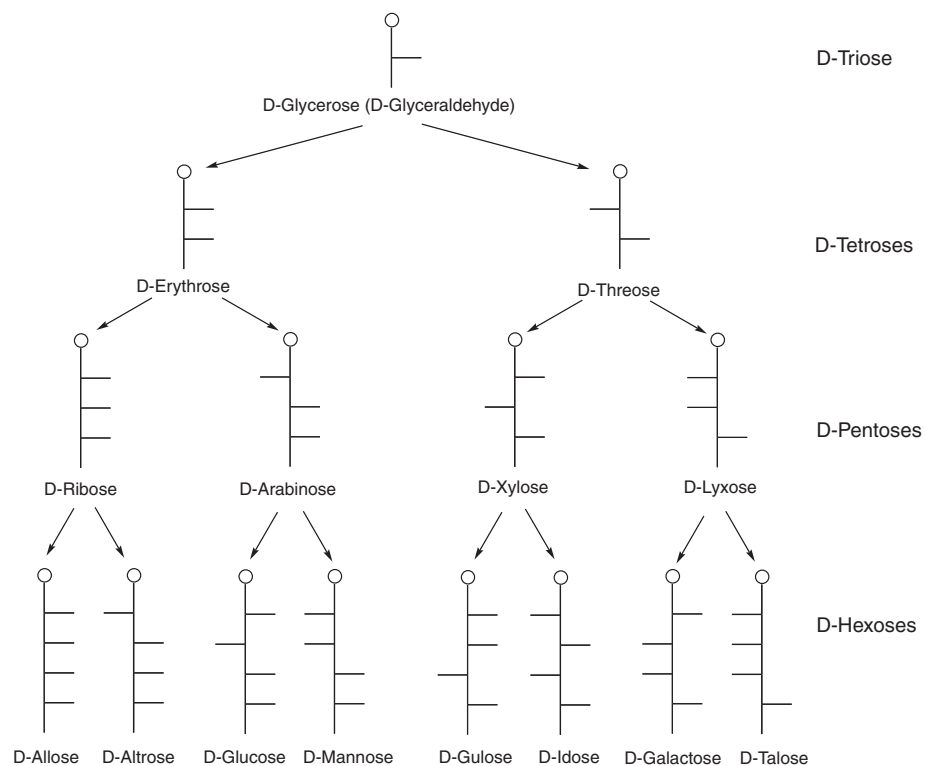 D-Triose
D-Glycerose (D-Glyceraldehyde)
D-Tetroses
D-Erythrose
D-Threose
D-Pentoses
D-Ribose
D-Arabinose
D-Xylose
D-Lyxose
D-Hexoses
D-Allose
D-Altrose
D-Glucose
D-Mannose
D-Gulose
D-Idose
D-Galactose
D-Talose